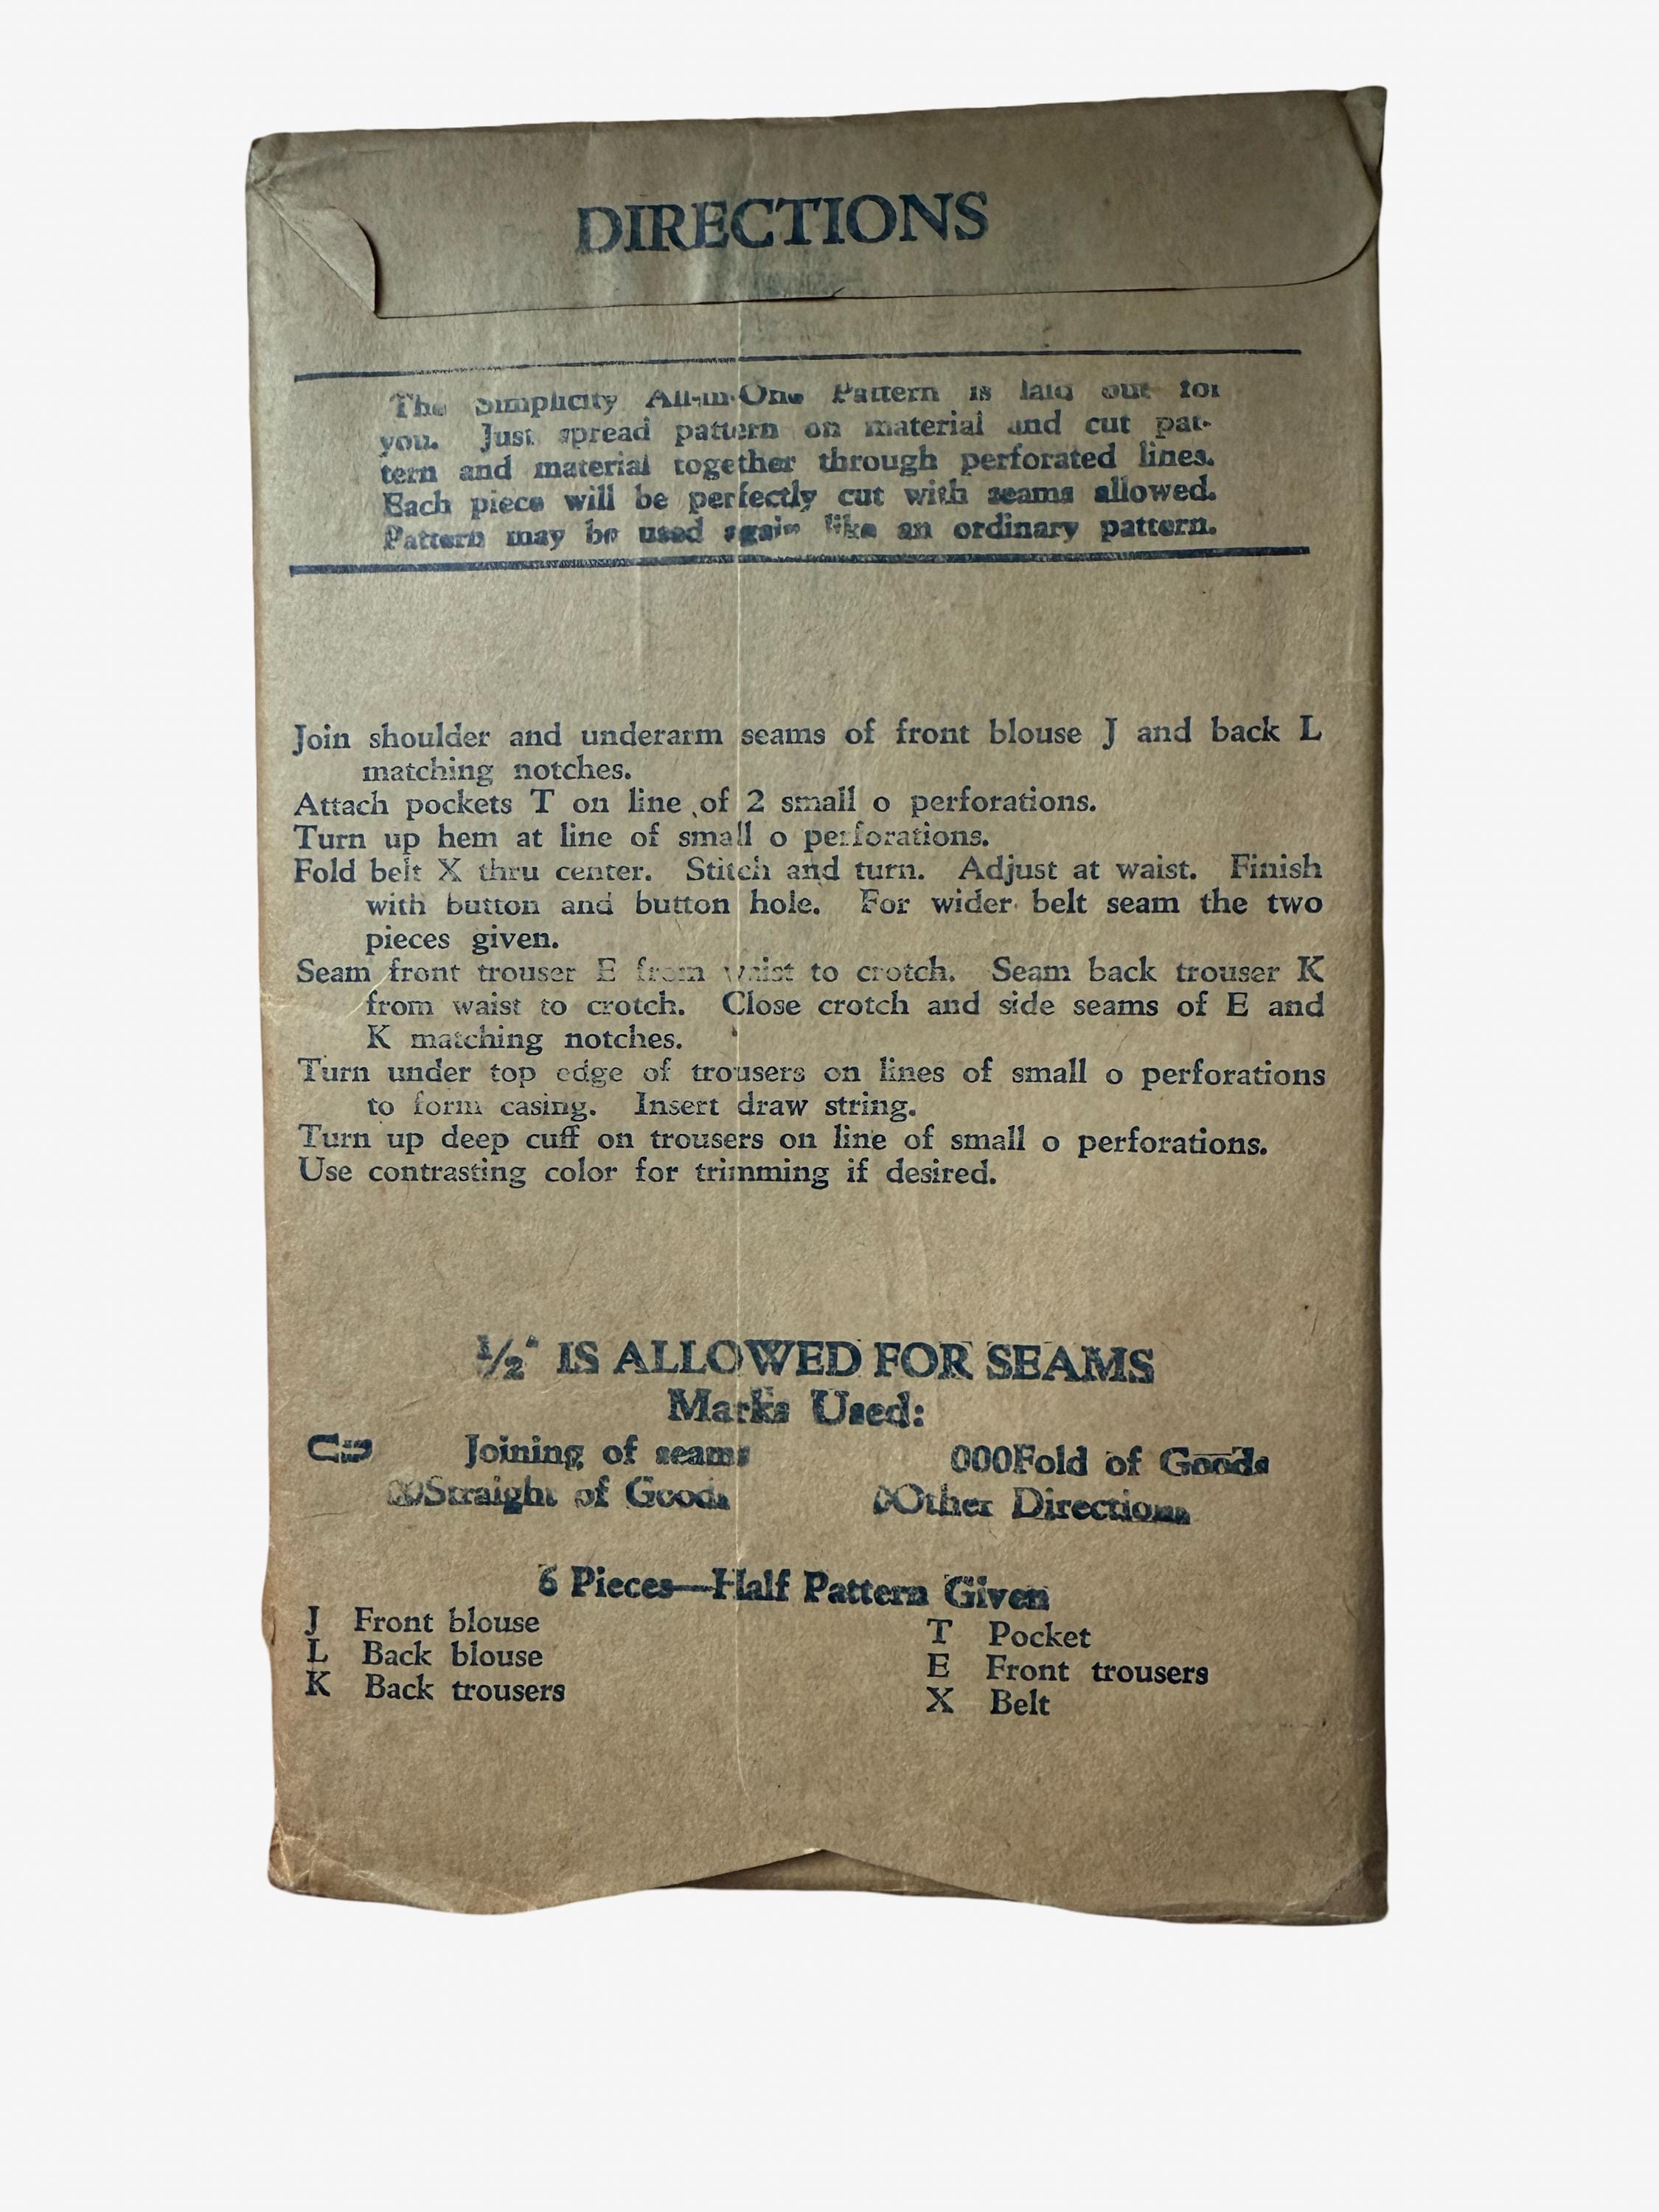 DIRECTIONS
The Simplicity All-in-One Pattern is laid out for
you. Just spread pattern on material and cut pat-
tern and material together through perforated lines.
Each piece will be perfectly cut with seams allowed.
Pattern may be used again like an ordinary pattern.
Join shoulder and underarm seams of front blouse J and back L
matching notches.
Attach pockets T on line of 2 small o perforations.
Turn up hem at line of small o perforations.
Fold belt X thru center. Stitch and turn. Adjust at waist. Finish
with button and button hole. For wider belt seam the two
pieces given.
Seam front trouser E from waist to crotch. Seam back trouser K
from waist to crotch. Close crotch and side seams of E and
K matching notches.
Turn under top edge of trousers on lines of small o perforations
to form casing. Insert draw string.
Turn up deep cuff on trousers on line of small o perforations.
Use contrasting color for trimming if desired.
1/2" IS ALLOWED FOR SEAMS
Marks Used:
Joining of seams 000Fold of Goods
00Straight of Goods 0Other Directions
6 Pieces—Half Pattern Given
J Front blouse T Pocket
L Back blouse E Front trousers
K Back trousers X Belt